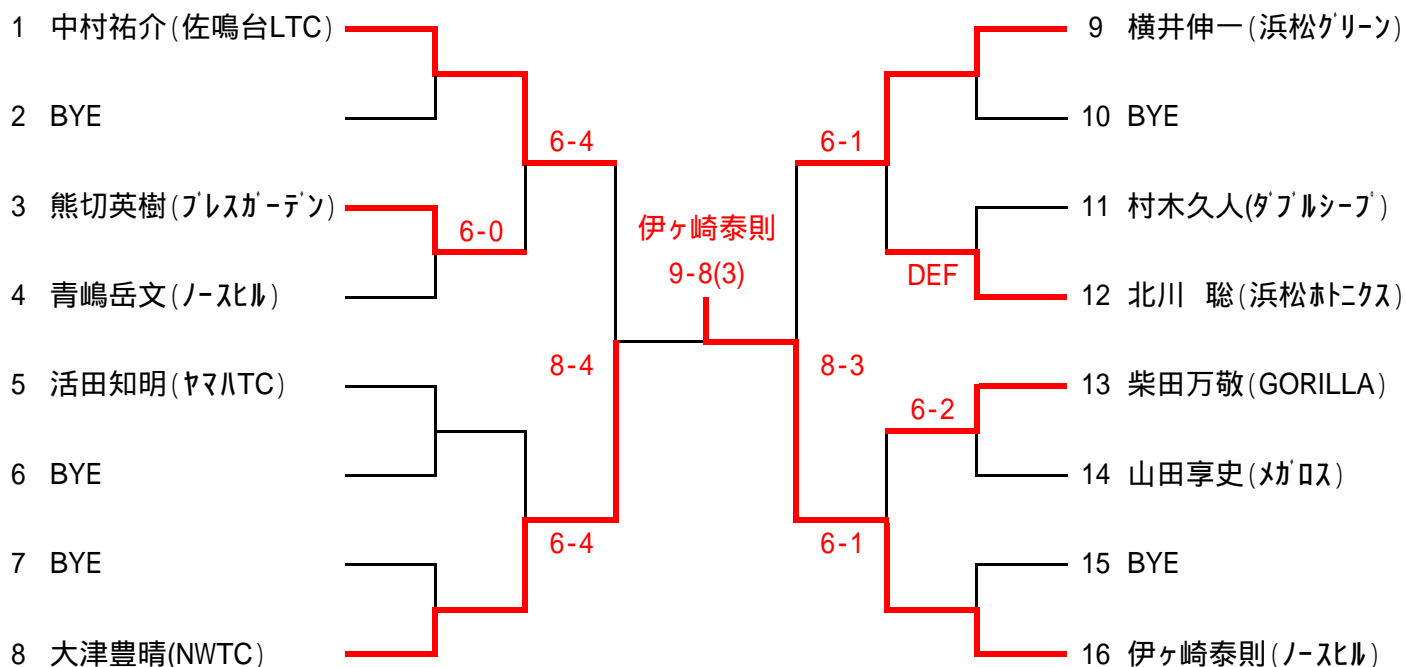 1 中村祐介(佐鳴台LTC)
2 BYE
6-4
3 熊切英樹(ブレスガーデン)
6-0
4 青嶋岳文(ノースヒル)
8-4
5 活田知明(ヤマハTC)
6 BYE
6-4
7 BYE
8 大津豊晴(NWTC)
伊ヶ崎泰則
9-8(3)
9 横井伸一(浜松グリーン)
10 BYE
6-1
11 村木久人(ダブルシープ)
DEF
12 北川 聡(浜松ホトニクス)
8-3
13 柴田万敬(GORILLA)
6-2
14 山田享史(メガロス)
6-1
15 BYE
16 伊ヶ崎泰則(ノースヒル)